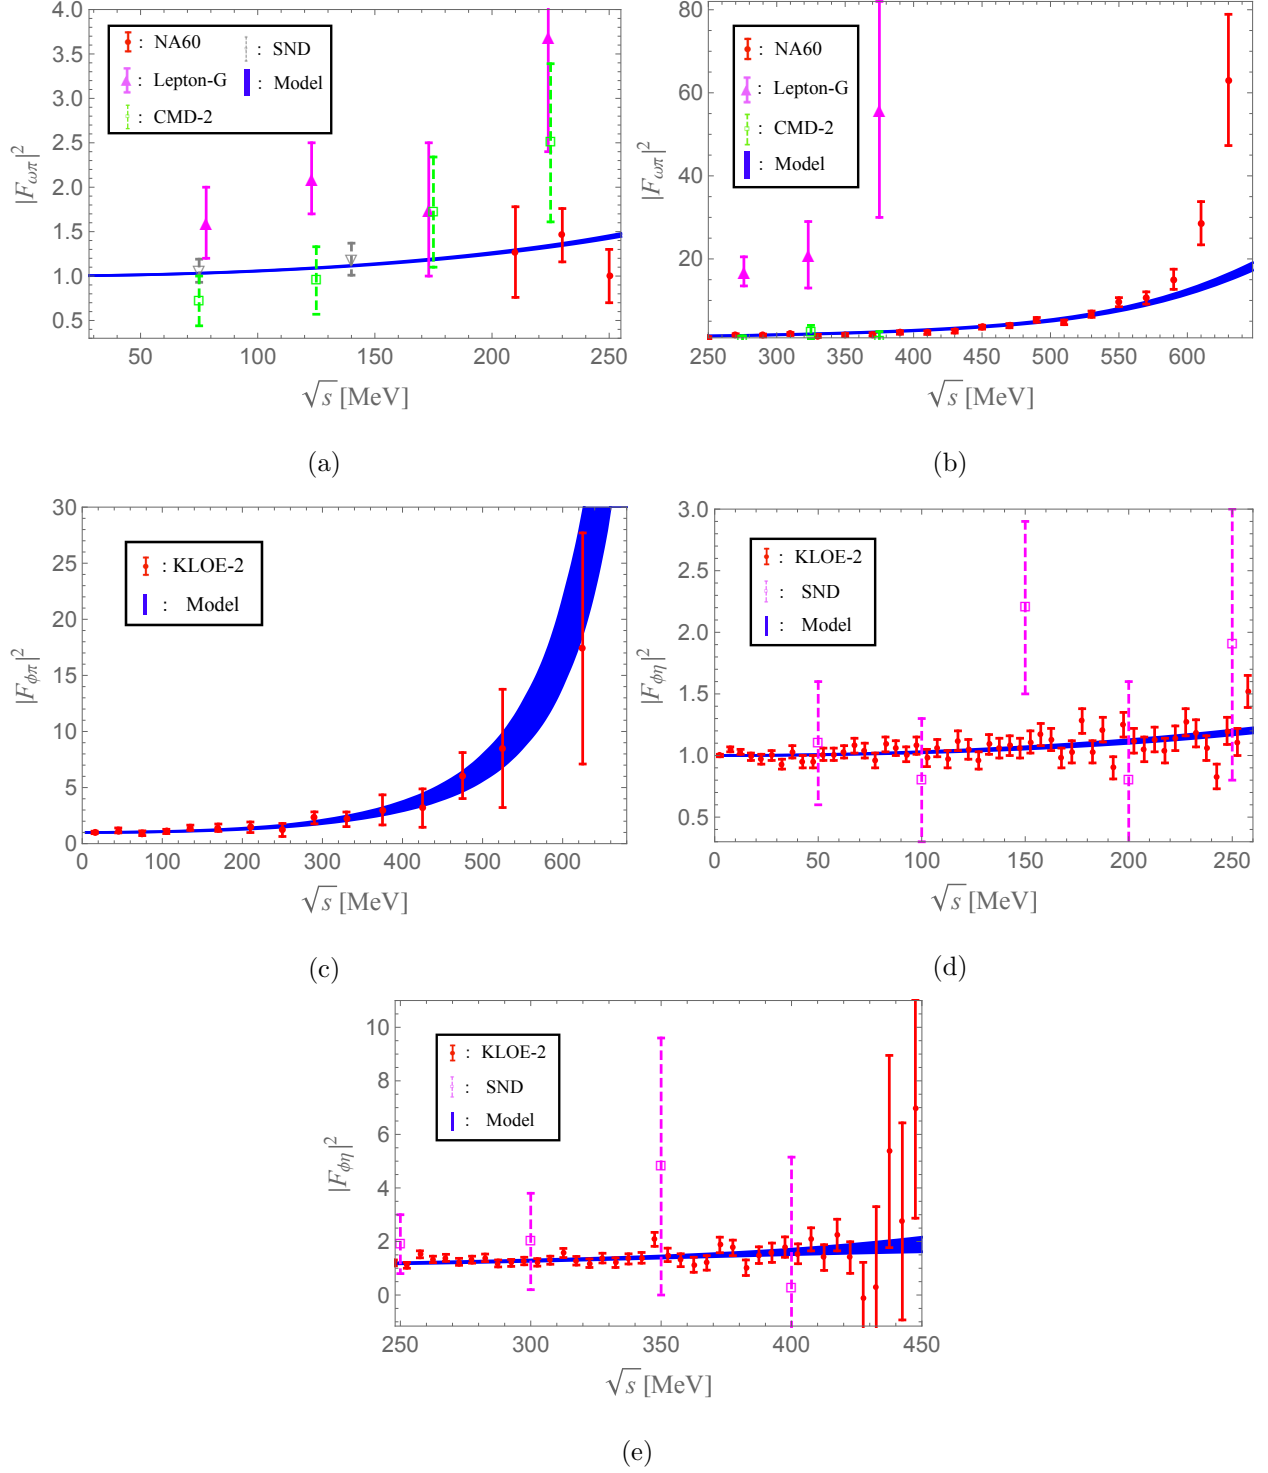 4.0
3.5
3.0
2.5
2.0
1.5
1.0
0.5
|F_{ωπ}|^2
: NA60
: SND
: Lepton-G
: Model
: CMD-2
50 100 150 200 250
√s [MeV]
(a)
80
60
40
20
|F_{ωπ}|^2
: NA60
: Lepton-G
: CMD-2
: Model
250 300 350 400 450 500 550 600
√s [MeV]
(b)
30
25
20
15
10
5
0
|F_{ϕπ}|^2
: KLOE-2
: Model
0 100 200 300 400 500 600
√s [MeV]
(c)
3.0
2.5
2.0
1.5
1.0
0.5
|F_{ϕη}|^2
: KLOE-2
: SND
: Model
0 50 100 150 200 250
√s [MeV]
(d)
10
8
6
4
2
0
|F_{ϕη}|^2
: KLOE-2
: SND
: Model
250 300 350 400 450
√s [MeV]
(e)